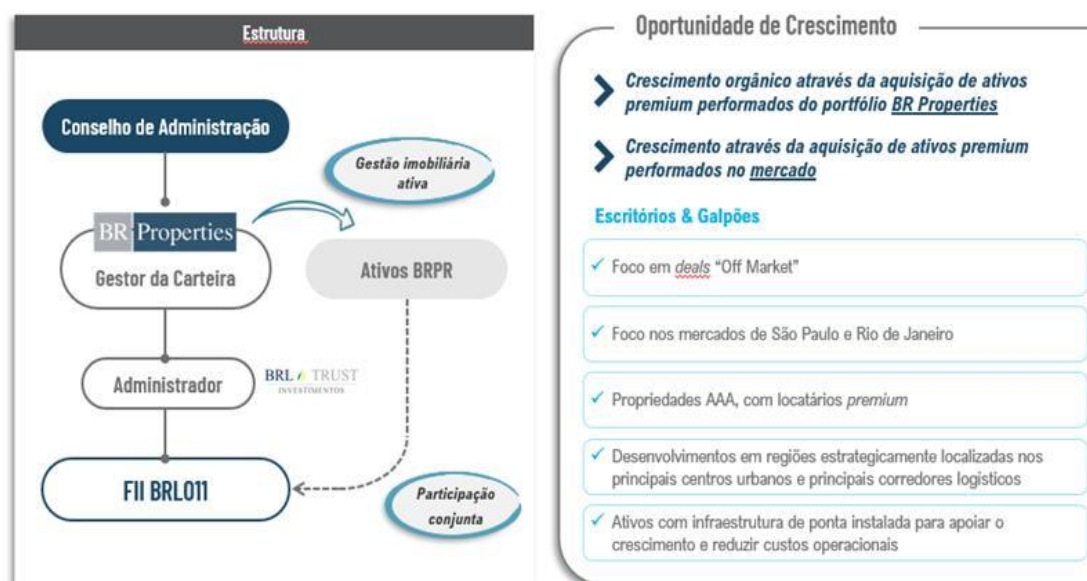 Estrutura
Conselho de Administração
Gestão imobiliária
ativa
BR Properties
Gestor da Carteira
Ativos BRPR
Administrador
BRL TRUST
INVESTIMENTOS
FII BRLO11
Participação
conjunta
Oportunidade de Crescimento
Crescimento orgânico através da aquisição de ativos
premium performados do portfólio BR Properties
Crescimento através da aquisição de ativos premium
performados no mercado
Escritórios & Galpões
Foco em deals “Off Market”
Foco nos mercados de São Paulo e Rio de Janeiro
Propriedades AAA, com locatários premium
Desenvolvimentos em regiões estrategicamente localizadas nos
principais centros urbanos e principais corredores logísticos
Ativos com infraestrutura de ponta instalada para apoiar o
crescimento e reduzir custos operacionais